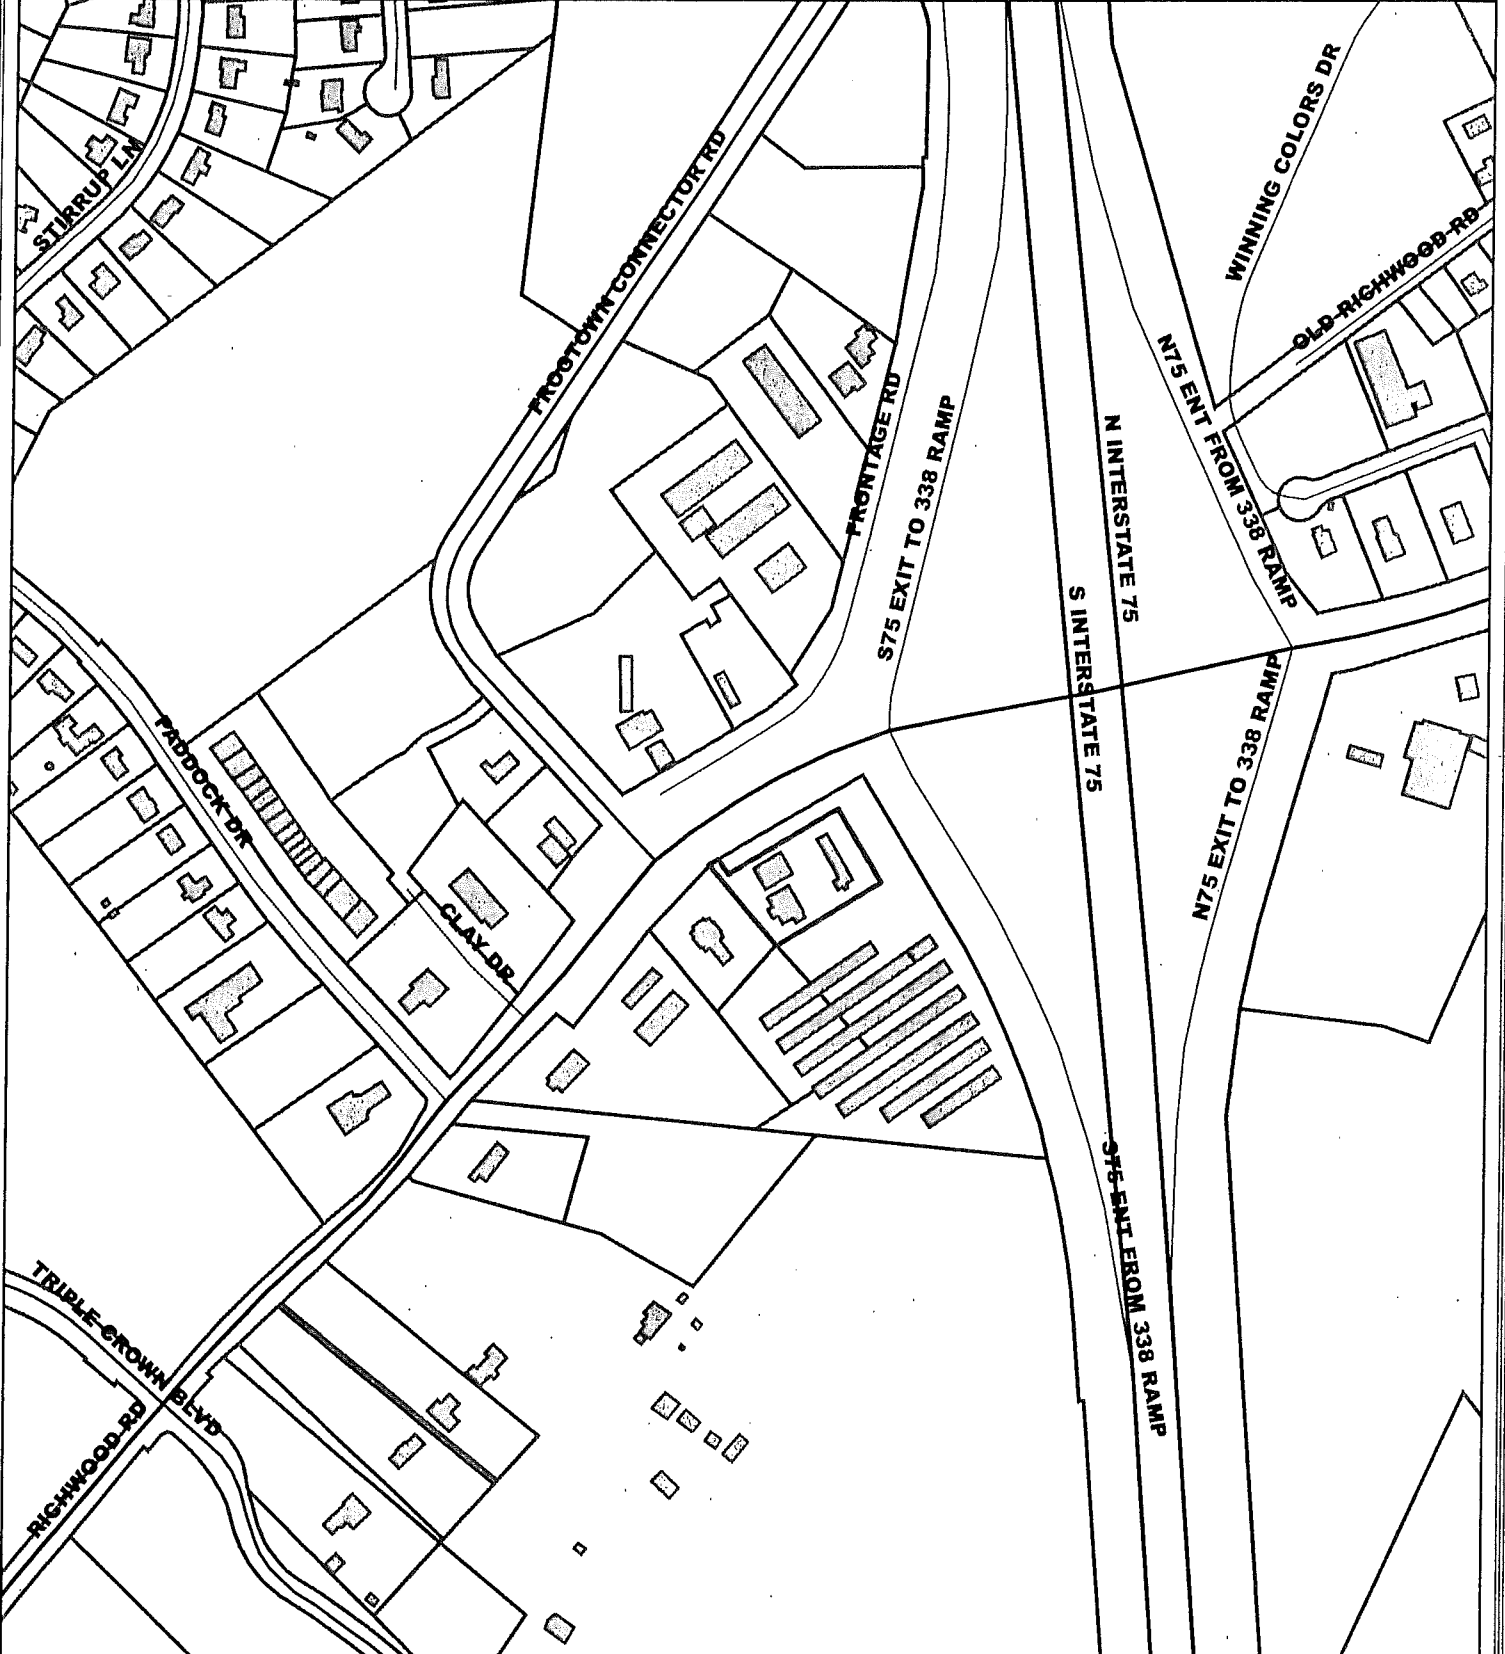 STIRRUP LN
FROGTOWN CONNECTOR RD
WINNING COLORS DR
OLD RICHWOOD RD
N75 ENT FROM 338 RAMP
FRONTAGE RD
S75 EXIT TO 338 RAMP
N INTERSTATE 75
S INTERSTATE 75
N75 EXIT TO 338 RAMP
PADDOCK DR
CLAY DR
S75 ENT FROM 338 RAMP
TRIPLE CROWN BLVD
RICHWOOD RD